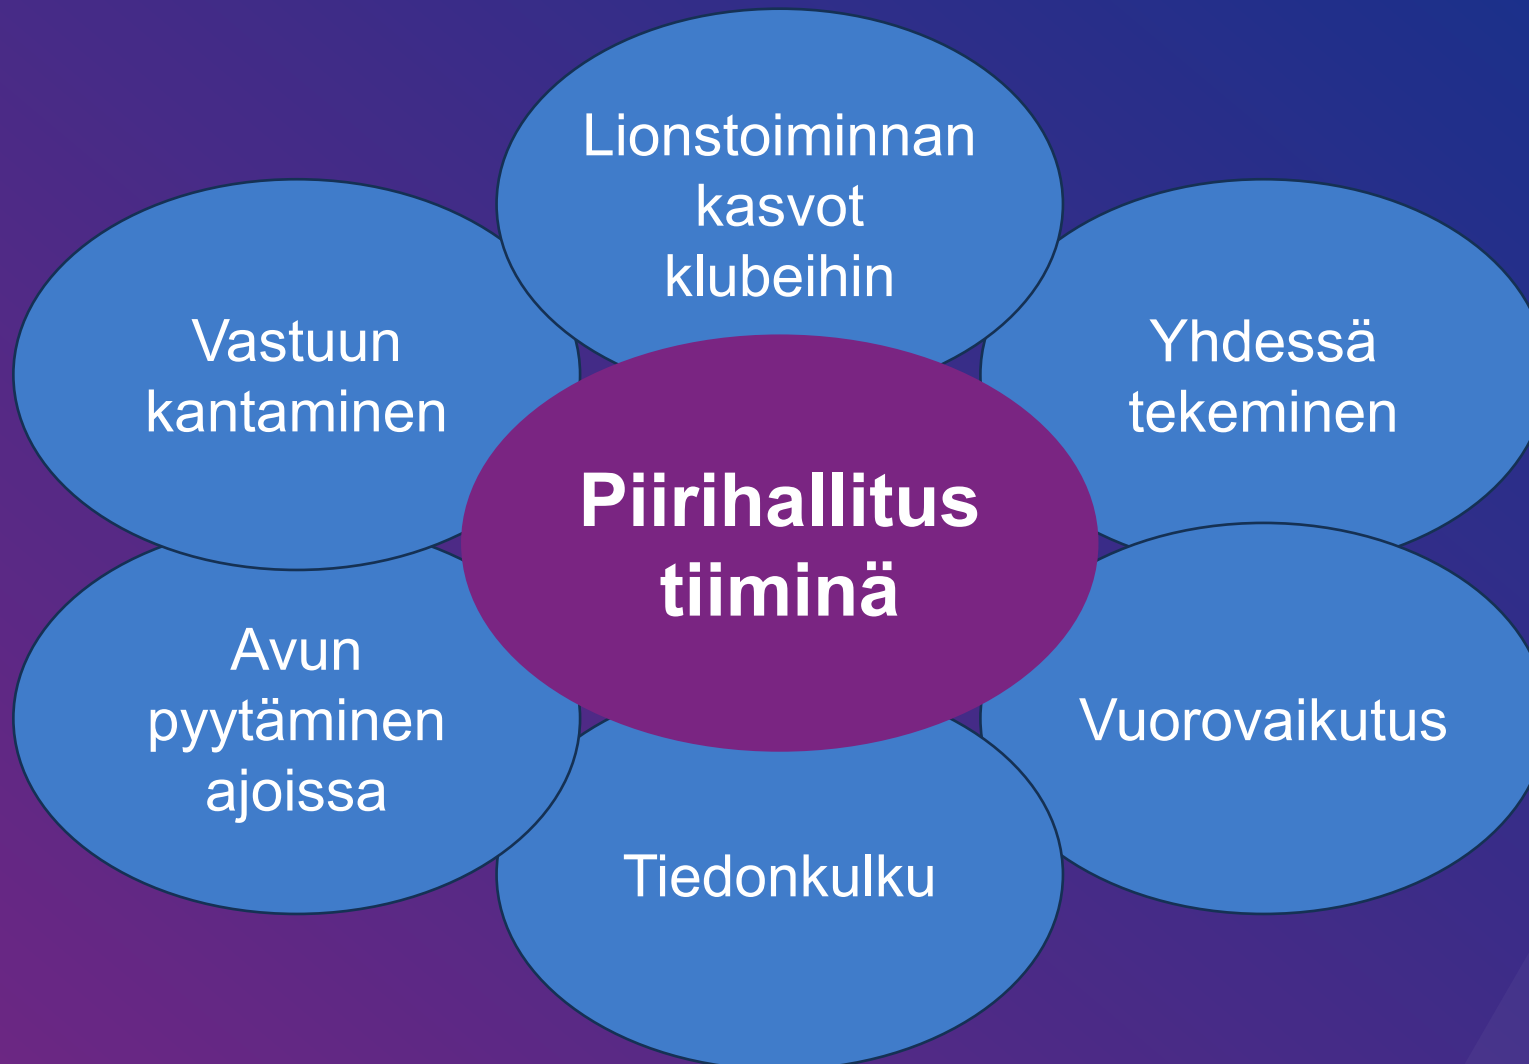 Lionstoiminnan
kasvot
klubeihin
Vastuun
kantaminen
Yhdessä
tekeminen
Piirihallitus
tiiminä
Avun
pyytäminen
ajoissa
Vuorovaikutus
Tiedonkulku